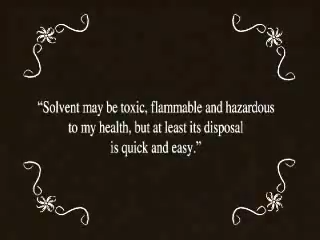 “Solvent may be toxic, flammable and hazardous
to my health, but at least its disposal
is quick and easy.”